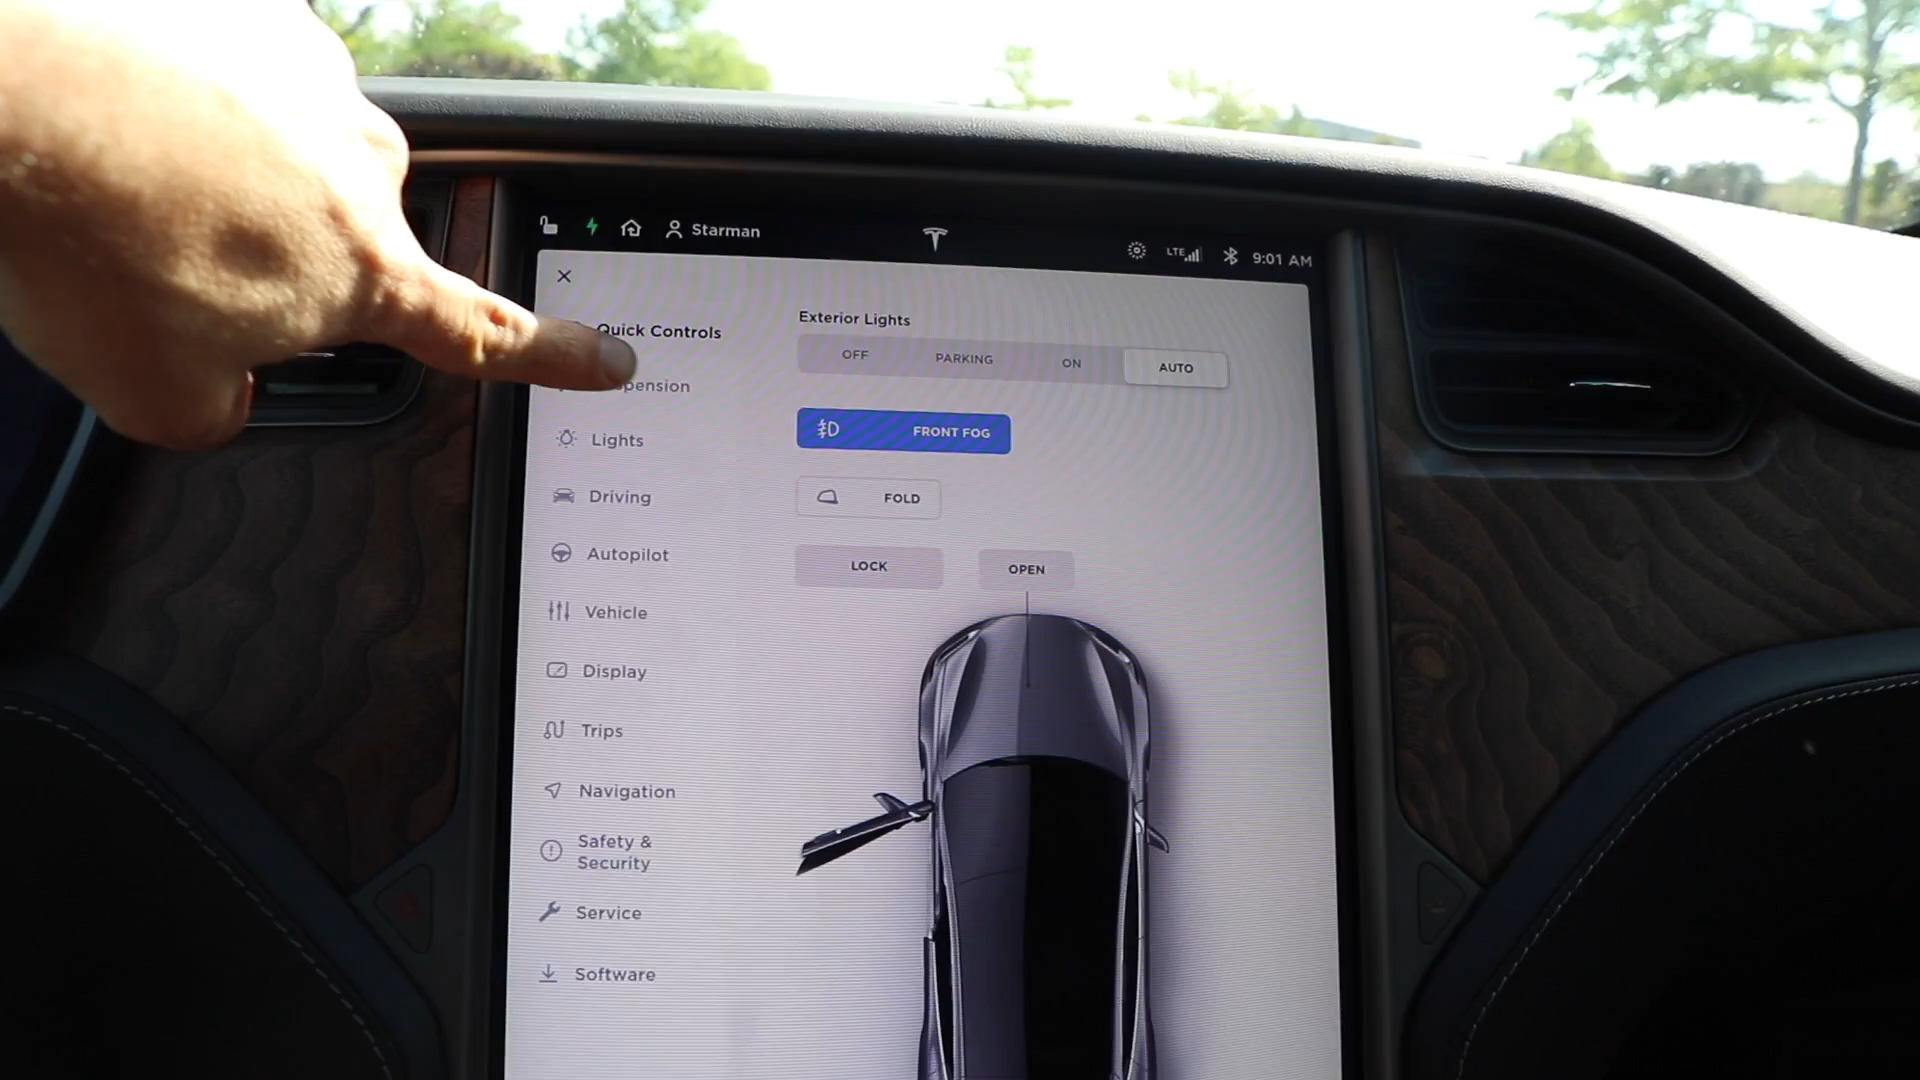 Starman
LTE
9:01 AM
Quick Controls
pension
Lights
Driving
Autopilot
Vehicle
Display
Trips
Navigation
Safety &
Security
Service
Software
Exterior Lights
OFF
PARKING
ON
AUTO
FRONT FOG
FOLD
LOCK
OPEN